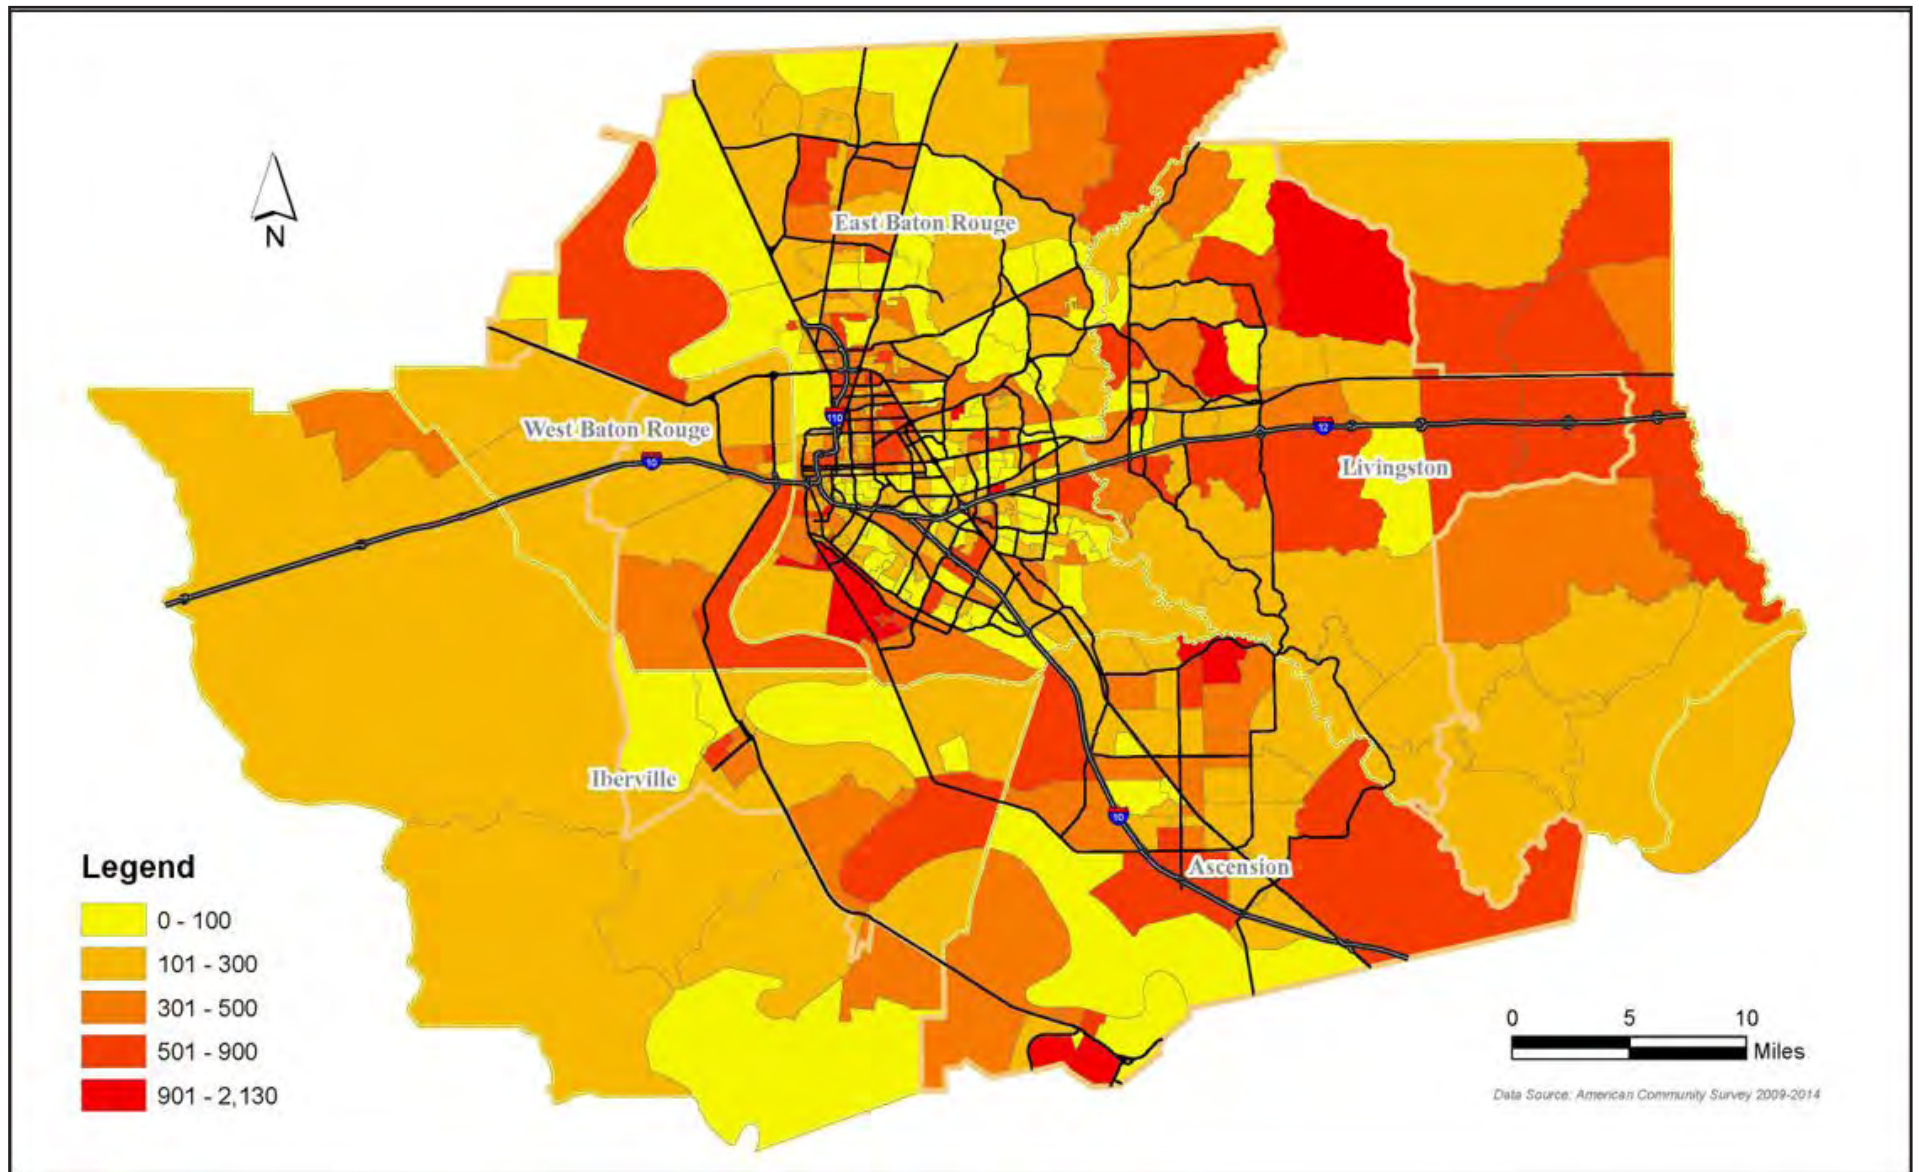 N
East Baton Rouge
110
West Baton Rouge
10
12
Livingston
Iberville
10
Ascension
Legend
0 - 100
101 - 300
301 - 500
501 - 900
901 - 2,130
0 5 10
Miles
Data Source: American Community Survey 2009-2014